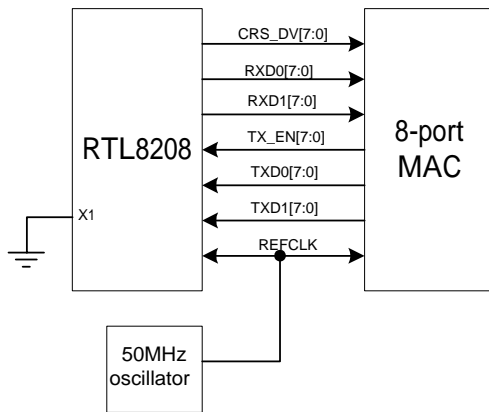 CRS_DV[7:0]
RXD0[7:0]
RXD1[7:0]
RTL8208
TX_EN[7:0]
8-port
MAC
TXD0[7:0]
X1
TXD1[7:0]
REFCLK
50MHz
oscillator